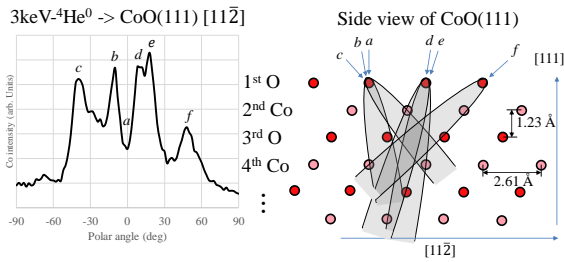 3keV-⁴He⁰ -> CoO(111) [112̅]
Side view of CoO(111)
Co intensity (arb. Units)
c
b
a
d
e
f
-90 -60 -30 0 30 60 90
Polar angle (deg)
1ˢᵗ O
2ⁿᵈ Co
3ʳᵈ O
4ᵗʰ Co
⋮
c
b a
d e
f
[111]
1.23 Å
2.61 Å
[112̅]